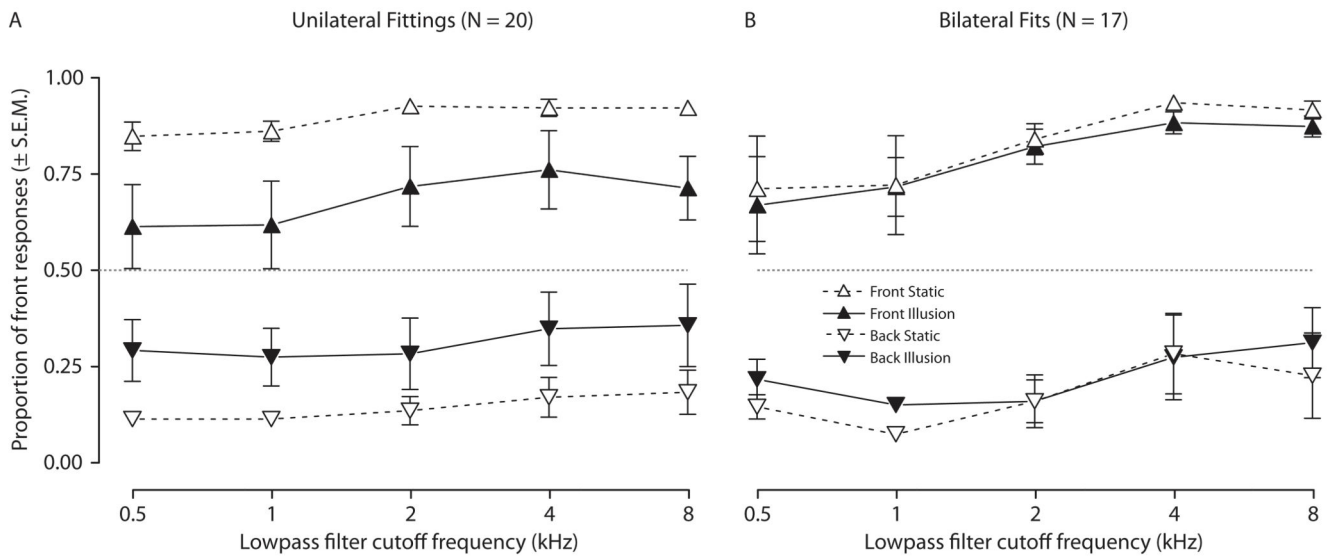 A Unilateral Fittings (N = 20)
B Bilateral Fits (N = 17)
Proportion of front responses (± S.E.M.)
1.00
0.75
0.50
0.25
0.00
0.5 1 2 4 8
Lowpass filter cutoff frequency (kHz)
Front Static
Front Illusion
Back Static
Back Illusion
0.5 1 2 4 8
Lowpass filter cutoff frequency (kHz)